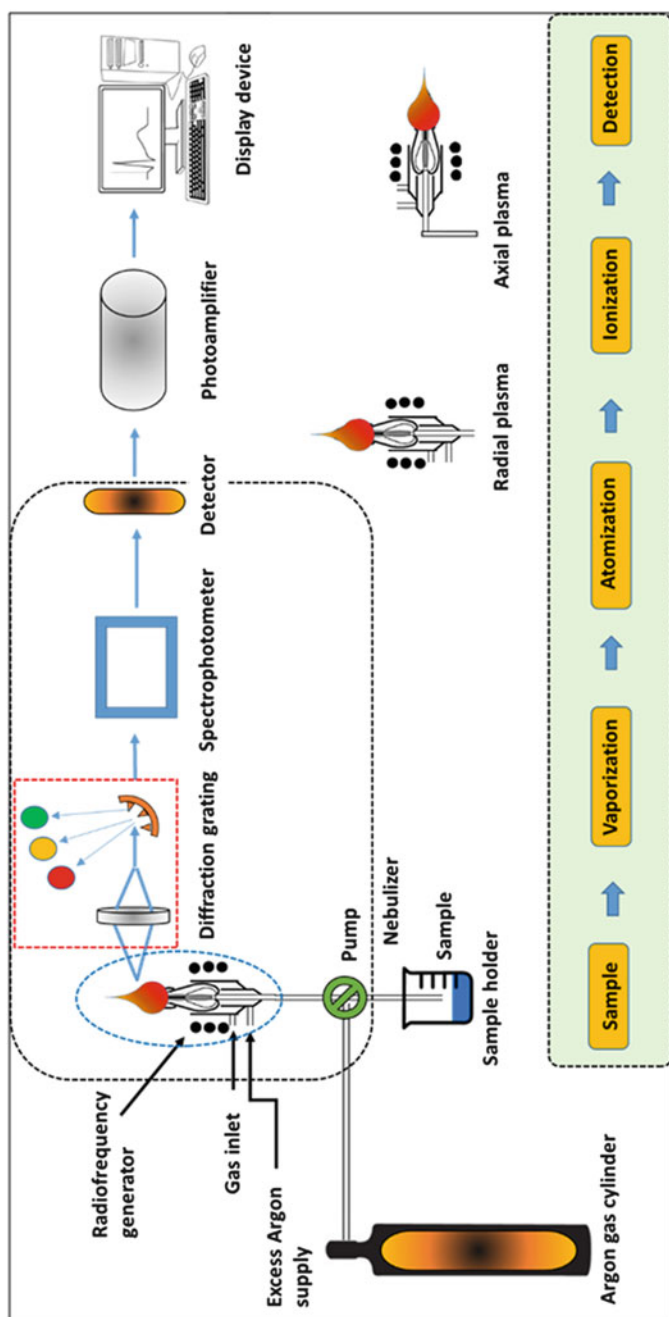 Radiofrequency
generator
Gas inlet
Excess Argon
supply
Argon gas cylinder
Diffraction grating
Spectrophotometer
Detector
Photoamplifier
Display device
Pump
Nebulizer
Sample
Sample holder
Radial plasma
Axial plasma
Sample
Vaporization
Atomization
Ionization
Detection